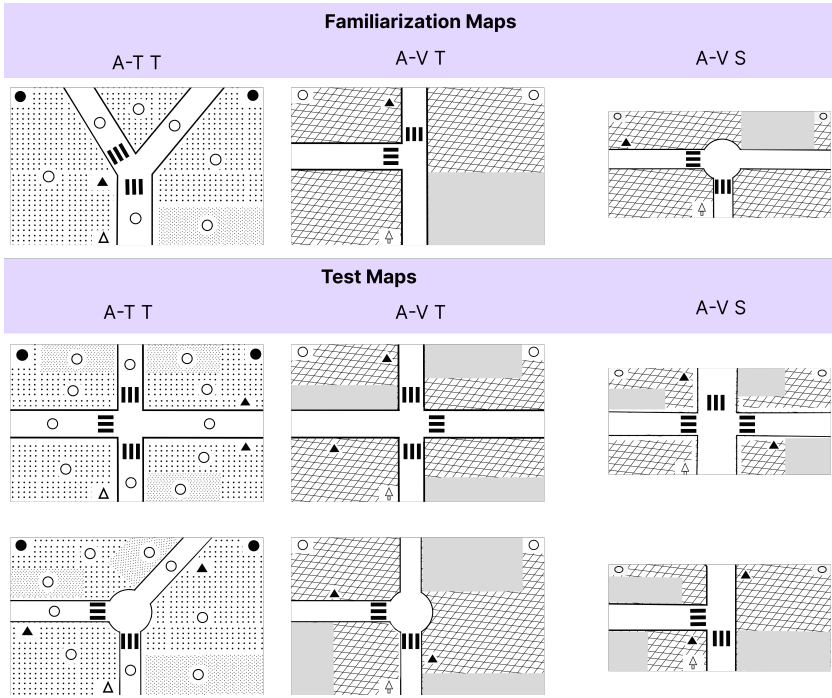 Familiarization Maps
A-T T
A-V T
A-V S
Test Maps
A-T T
A-V T
A-V S